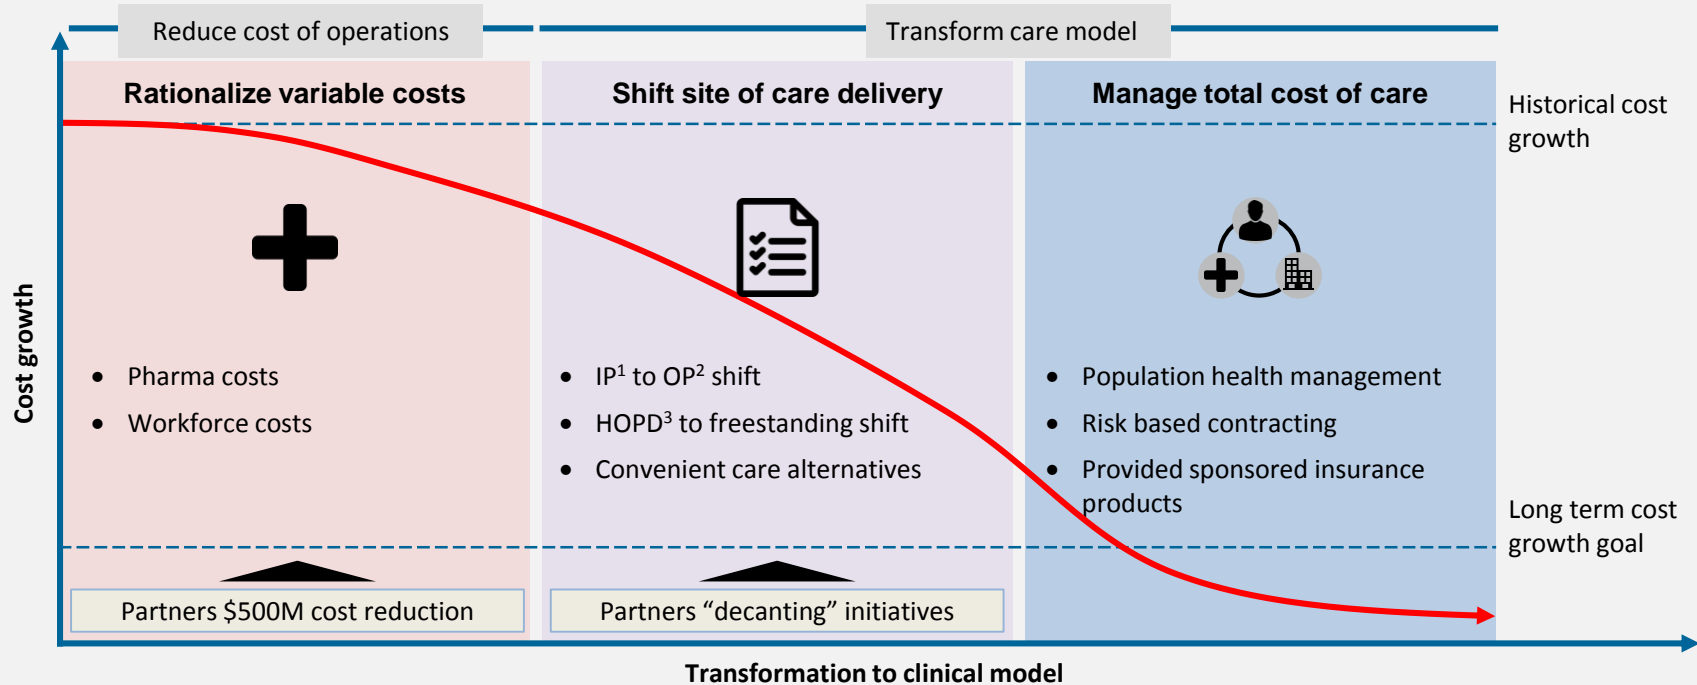 Reduce cost of operations
Transform care model
Rationalize variable costs
Shift site of care delivery
Manage total cost of care
Historical cost
growth
Cost growth
• Pharma costs
• Workforce costs
• IP¹ to OP² shift
• HOPD³ to freestanding shift
• Convenient care alternatives
• Population health management
• Risk based contracting
• Provided sponsored insurance
products
Long term cost
growth goal
Partners $500M cost reduction
Partners “decanting” initiatives
Transformation to clinical model